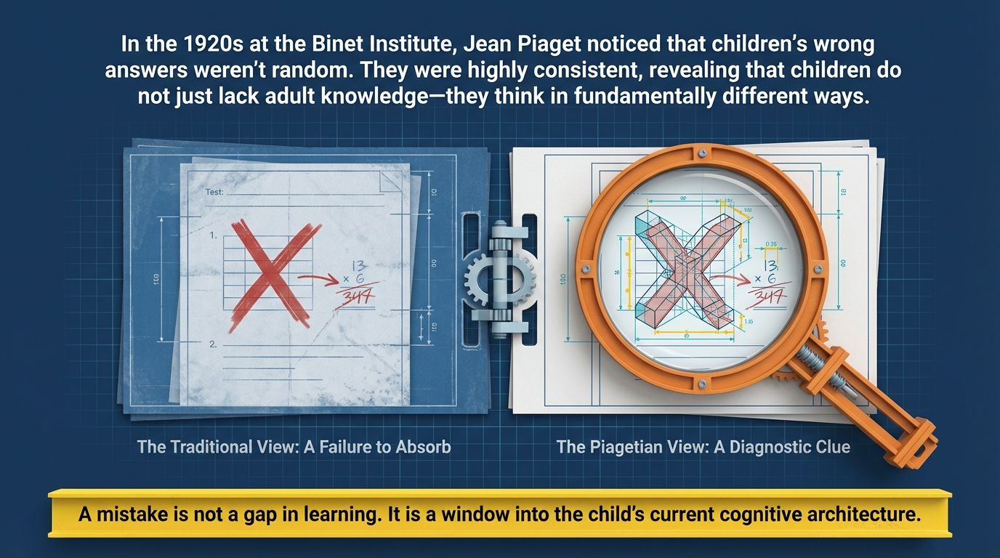 In the 1920s at the Binet Institute, Jean Piaget noticed that children's wrong
answers weren't random. They were highly consistent, revealing that children do
not just lack adult knowledge—they think in fundamentally different ways.
Test:
1.
13
× 6
347
2.
13
× 6
347
The Traditional View: A Failure to Absorb
The Piagetian View: A Diagnostic Clue
A mistake is not a gap in learning. It is a window into the child's current cognitive architecture.